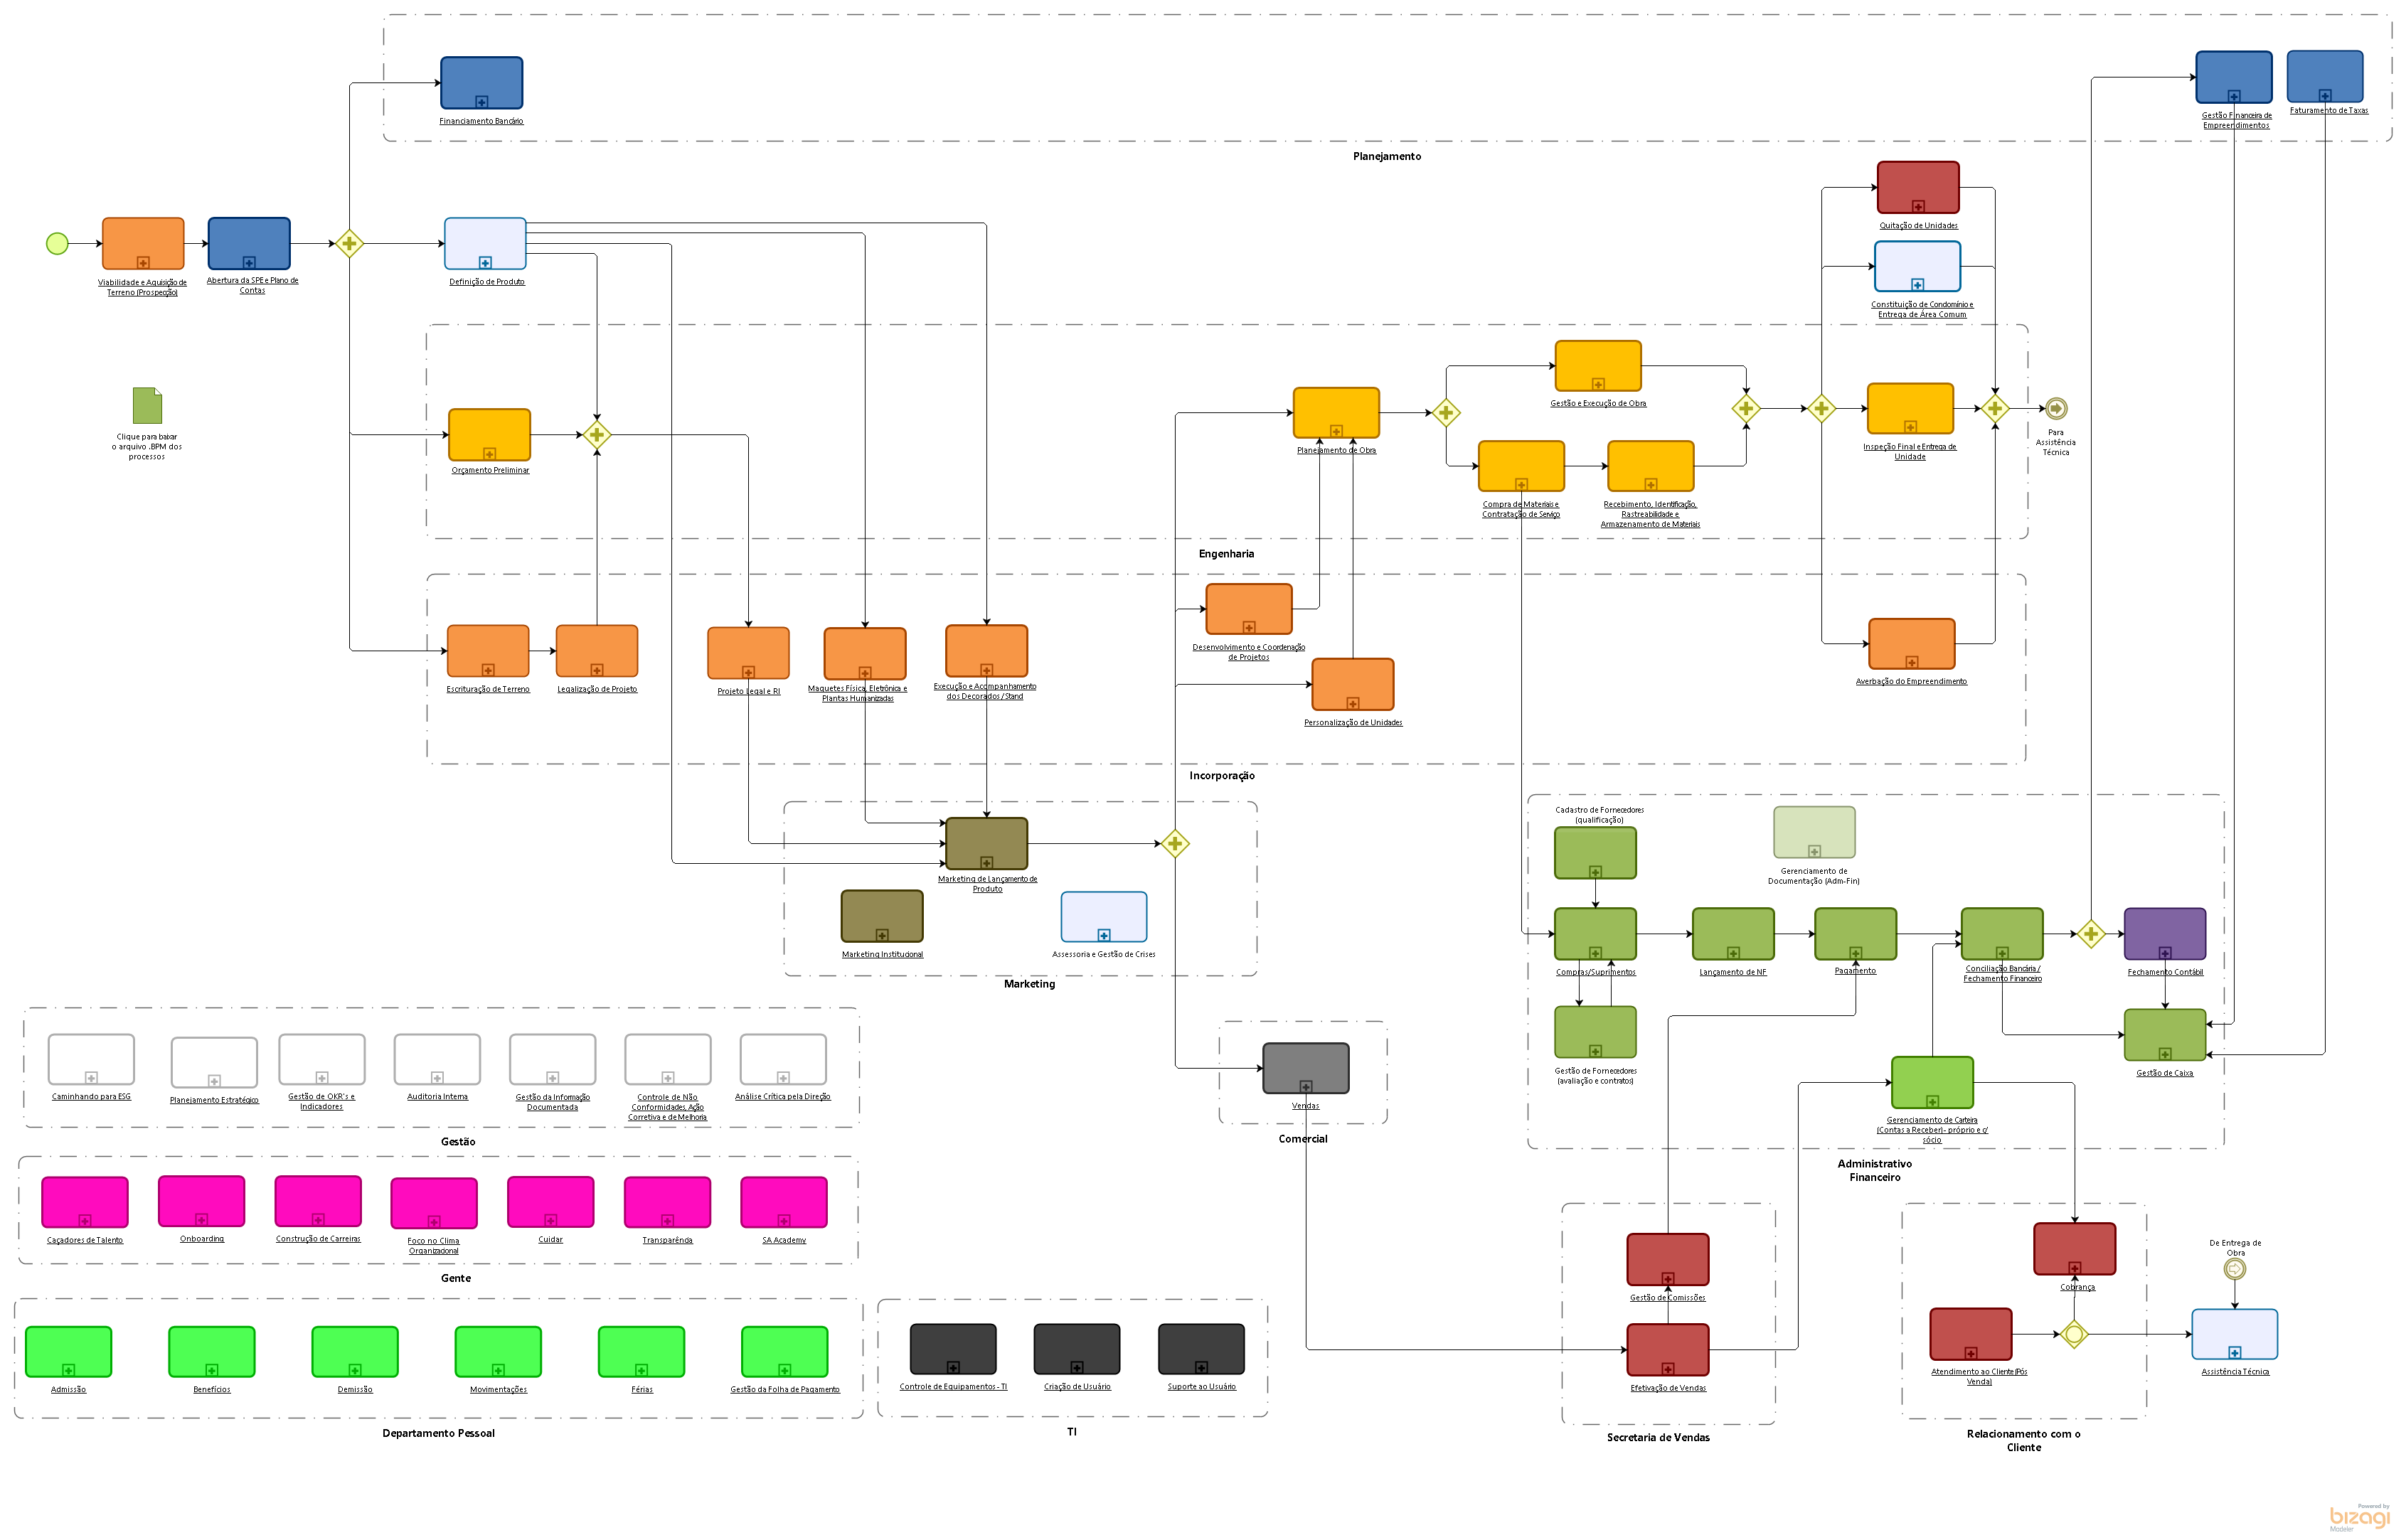 Financiamento Bancário
Gestão Financeira de
Empreendimentos
Faturamento de Taxas
Planejamento
Viabilidade e Aquisição de
Terreno (Prospecção)
Abertura da SPE e Plano de
Contas
Definição de Produto
Quitação de Unidades
Constituição de Condomínio e
Entrega de Área Comum
Clique para baixar
o arquivo .BPM dos
processos
Orçamento Preliminar
Planejamento de Obra
Gestão e Execução de Obra
Compra de Materiais e
Contratação de Serviço
Recebimento, Identificação,
Rastreabilidade e
Armazenamento de Materiais
Inspeção Final e Entrega de
Unidade
Para
Assistência
Técnica
Engenharia
Escrituração de Terreno
Legalização de Projeto
Projeto Legal e RI
Maquetes Física, Eletrônica e
Plantas Humanizadas
Execução e Acompanhamento
dos Decorados / Stand
Desenvolvimento e Coordenação
de Projetos
Personalização de Unidades
Averbação do Empreendimento
Incorporação
Marketing de Lançamento de
Produto
Marketing Institucional
Assessoria e Gestão de Crises
Marketing
Cadastro de Fornecedores
(qualificação)
Gerenciamento de
Documentação (Adm-Fin)
Compras/Suprimentos
Lançamento de NF
Pagamento
Conciliação Bancária /
Fechamento Financeiro
Fechamento Contábil
Gestão de Fornecedores
(avaliação e contratos)
Gestão de Caixa
Gerenciamento de Carteira
(Contas a Receber) - próprio e c/
sócio
Administrativo
Financeiro
Caminhando para ESG
Planejamento Estratégico
Gestão de OKR's e
Indicadores
Auditoria Interna
Gestão da Informação
Documentada
Controle de Não
Conformidades, Ação
Corretiva e de Melhoria
Análise Crítica pela Direção
Gestão
Vendas
Comercial
Caçadores de Talento
Onboarding
Construção de Carreiras
Foco no Clima
Organizacional
Cuidar
Transparência
SA Academy
Gente
Gestão de Comissões
Efetivação de Vendas
Secretaria de Vendas
Cobrança
Atendimento ao Cliente(Pós
Venda)
Relacionamento com o
Cliente
De Entrega de
Obra
Assistência Técnica
Admissão
Benefícios
Demissão
Movimentações
Férias
Gestão da Folha de Pagamento
Departamento Pessoal
Controle de Equipamentos - TI
Criação de Usuário
Suporte ao Usuário
TI
Powered by
bizagi
Modeler